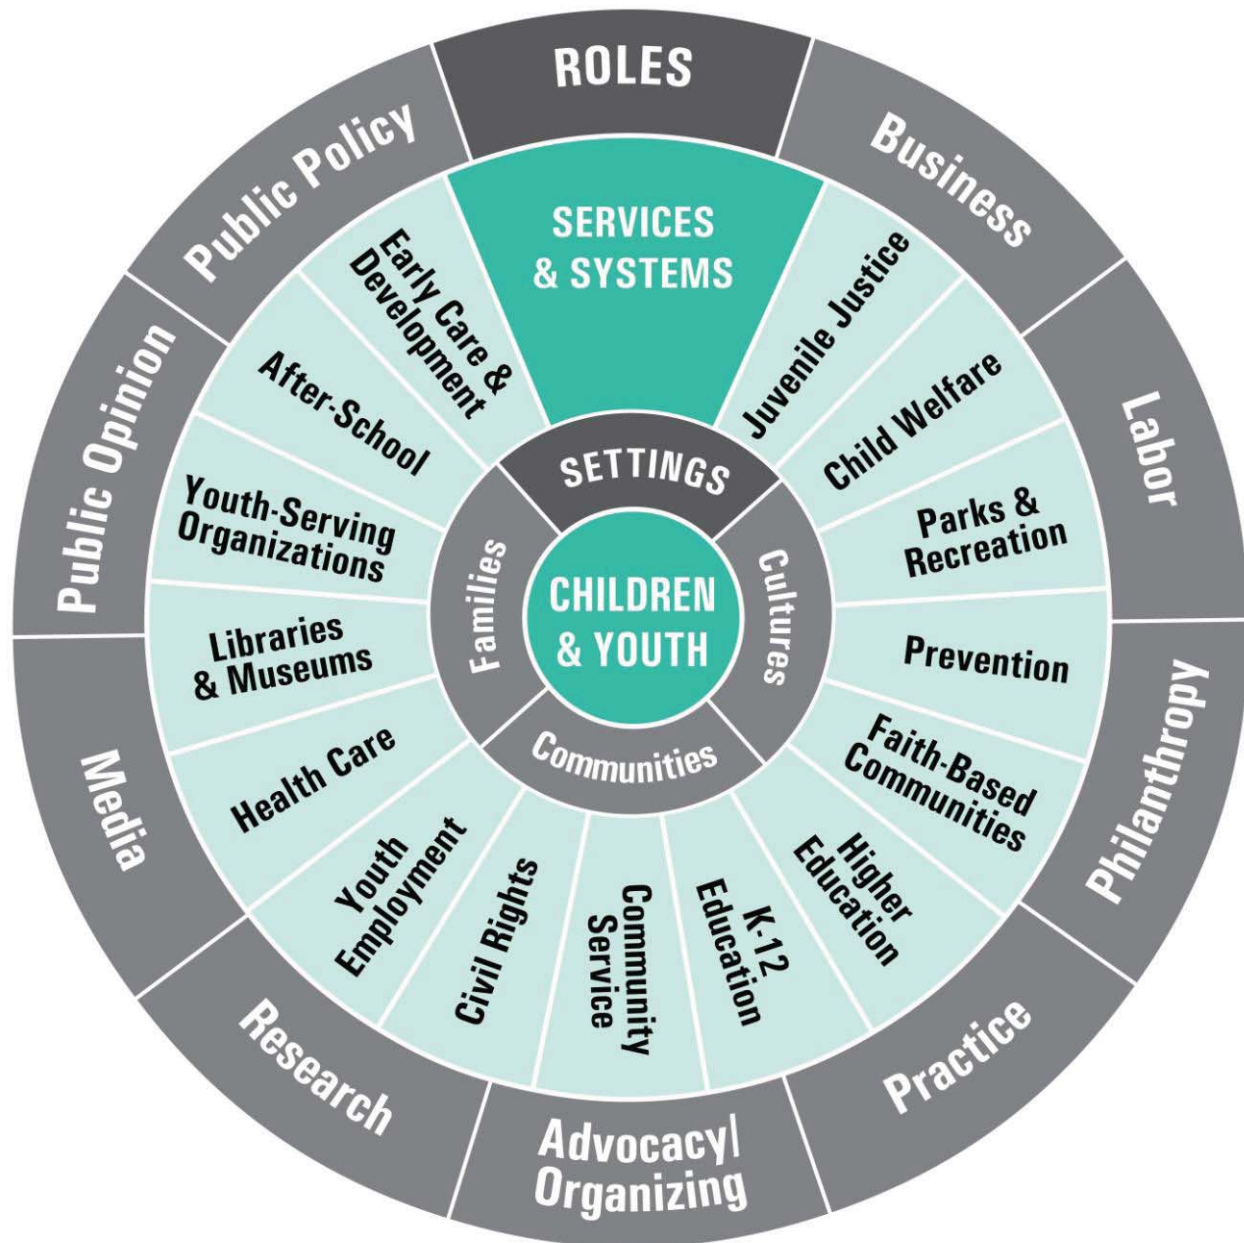 ROLES
Business
Labor
Philanthropy
Practice
Advocacy/
Organizing
Research
Media
Public Opinion
Public Policy
SERVICES
& SYSTEMS
Juvenile Justice
Child Welfare
Parks &
Recreation
Prevention
Faith-Based
Communities
Higher
Education
K-12
Education
Community
Service
Civil Rights
Youth
Employment
Health Care
Libraries
& Museums
Youth-Serving
Organizations
After-School
Early Care &
Development
SETTINGS
Cultures
Communities
Families
CHILDREN
& YOUTH